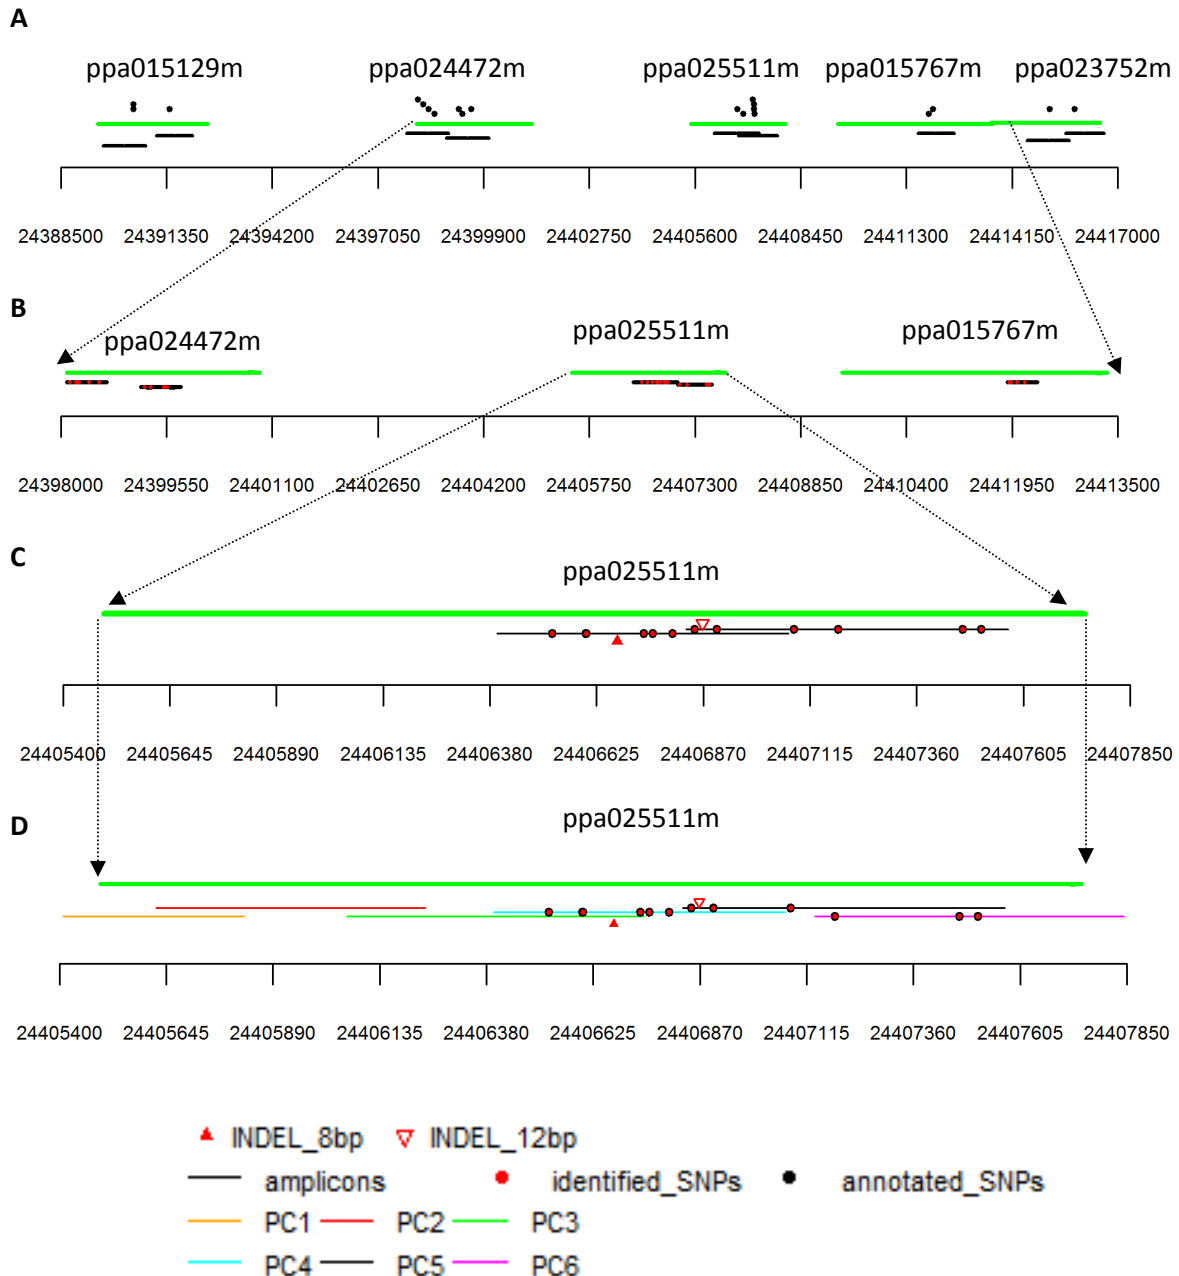 A
ppa015129m ppa024472m ppa025511m ppa015767m ppa023752m
24388500 24391350 24394200 24397050 24399900 24402750 24405600 24408450 24411300 24414150 24417000
B
ppa024472m ppa025511m ppa015767m
24398000 24399550 24401100 24402650 24404200 24405750 24407300 24408850 24410400 24411950 24413500
C
ppa025511m
24405400 24405645 24405890 24406135 24406380 24406625 24406870 24407115 24407360 24407605 24407850
D
ppa025511m
24405400 24405645 24405890 24406135 24406380 24406625 24406870 24407115 24407360 24407605 24407850
INDEL_8bp INDEL_12bp
amplicons identified_SNPs annotated_SNPs
PC1 PC2 PC3
PC4 PC5 PC6